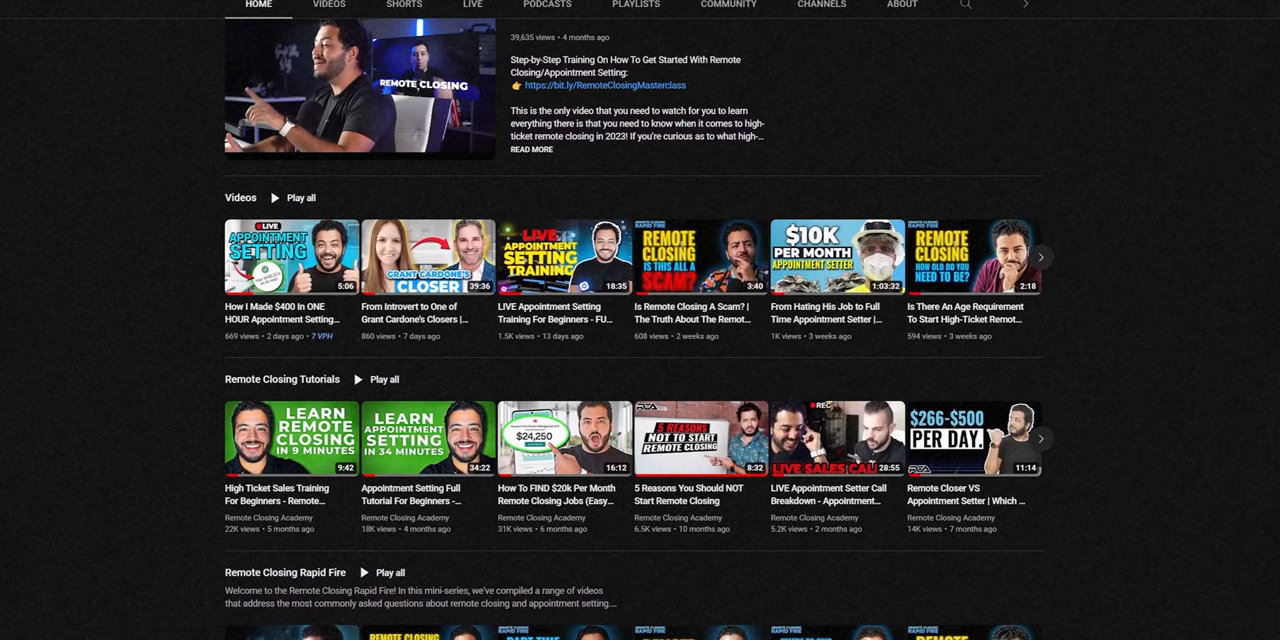 HOME VIDEOS SHORTS LIVE PODCASTS PLAYLISTS COMMUNITY CHANNELS ABOUT
REMOTE CLOSING
39,635 views • 4 months ago
Step-by-Step Training On How To Get Started With Remote
Closing/Appointment Setting:
👉 https://bit.ly/RemoteClosingMasterclass
This is the only video that you need to watch for you to learn
everything there is that you need to know when it comes to high-
ticket remote closing in 2023! If you're curious as to what high-...
READ MORE
Videos Play all
LIVE
APPOINTMENT
SETTING
5:06
How I Made $400 In ONE
HOUR Appointment Setting...
669 views • 2 days ago • 7 VPH
GRANT CARDONE'S
CLOSER
39:36
From Introvert to One of
Grant Cardone's Closers |...
860 views • 7 days ago
LIVE
APPOINTMENT
SETTING
TRAINING
18:35
LIVE Appointment Setting
Training For Beginners - FU...
1.5K views • 13 days ago
REMOTE CLOSING
RAPID FIRE
REMOTE
CLOSING
IS THIS ALL A
SCAM?
3:40
Is Remote Closing A Scam? |
The Truth About The Remot...
608 views • 2 weeks ago
$10K
PER MONTH
APPOINTMENT SETTER
1:03:32
From Hating His Job to Full
Time Appointment Setter |...
1K views • 3 weeks ago
REMOTE CLOSING
RAPID FIRE
REMOTE
CLOSING
HOW OLD DO YOU
NEED TO BE?
2:18
Is There An Age Requirement
To Start High-Ticket Remot...
594 views • 3 weeks ago
Remote Closing Tutorials Play all
LEARN
REMOTE
CLOSING
IN 9 MINUTES
9:42
High Ticket Sales Training
For Beginners - Remote...
Remote Closing Academy
22K views • 5 months ago
LEARN
APPOINTMENT
SETTING
IN 34 MINUTES
34:22
Appointment Setting Full
Tutorial For Beginners -...
Remote Closing Academy
18K views • 4 months ago
$24,250
16:12
How To FIND $20k Per Month
Remote Closing Jobs (Easy...
Remote Closing Academy
31K views • 6 months ago
RCA
5 REASONS
NOT TO START
REMOTE CLOSING
8:32
5 Reasons You Should NOT
Start Remote Closing
Remote Closing Academy
6.5K views • 10 months ago
REC
LIVE SALES CALL
28:55
LIVE Appointment Setter Call
Breakdown - Appointment...
Remote Closing Academy
5.2K views • 2 months ago
$266-$500
PER DAY.
RCA
11:14
Remote Closer VS
Appointment Setter | Which ...
Remote Closing Academy
14K views • 7 months ago
Remote Closing Rapid Fire Play all
Welcome to the Remote Closing Rapid Fire! In this mini-series, we've compiled a range of videos
that address the most commonly asked questions about remote closing and appointment setting....
REMOTE CLOSING
PART TIME